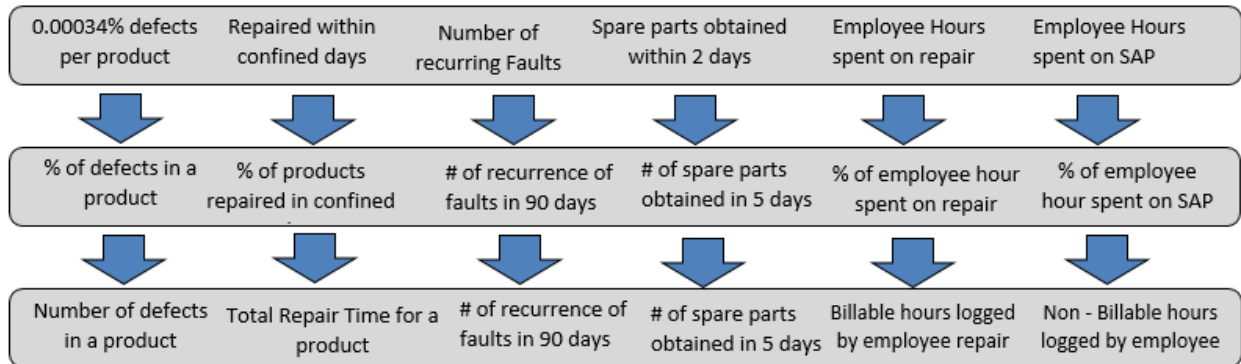 0.00034% defects
per product
Repaired within
confined days
Number of
recurring Faults
Spare parts obtained
within 2 days
Employee Hours
spent on repair
Employee Hours
spent on SAP
% of defects in a
product
% of products
repaired in confined
# of recurrence of
faults in 90 days
# of spare parts
obtained in 5 days
% of employee hour
spent on repair
% of employee
hour spent on SAP
Number of defects
in a product
Total Repair Time for a
product
# of recurrence of
faults in 90 days
# of spare parts
obtained in 5 days
Billable hours logged
by employee repair
Non - Billable hours
logged by employee